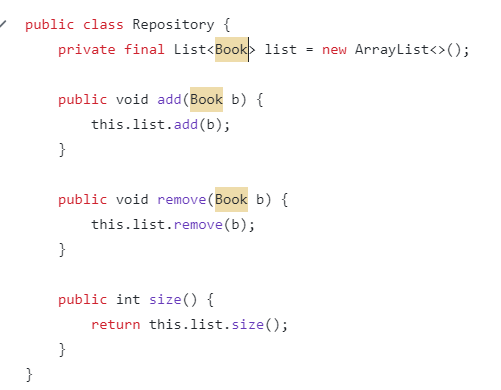 public class Repository {
    private final List<Book> list = new ArrayList<>();

    public void add(Book b) {
        this.list.add(b);
    }

    public void remove(Book b) {
        this.list.remove(b);
    }

    public int size() {
        return this.list.size();
    }
}